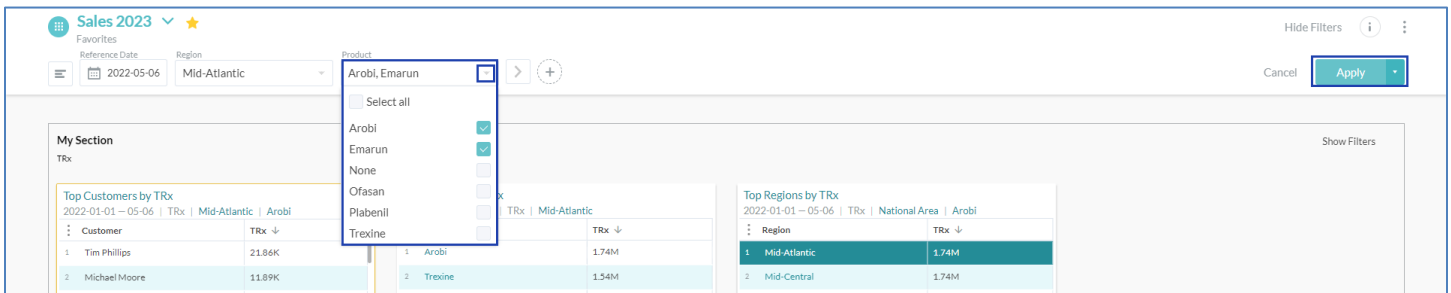 Sales 2023
Favorites
Hide Filters
i
Reference Date
Region
Product
2022-05-06
Mid-Atlantic
Arobi, Emarun
Cancel
Apply
Select all
Arobi
Emarun
None
Ofasan
Plabenil
Trexine
My Section
Show Filters
TRx
Top Customers by TRx
2022-01-01 — 05-06 | TRx | Mid-Atlantic | Arobi
Customer TRx ↓
1 Tim Phillips 21.86K
2 Michael Moore 11.89K
x
| TRx | Mid-Atlantic
TRx ↓
1 Arobi 1.74M
2 Trexine 1.54M
Top Regions by TRx
2022-01-01 — 05-06 | TRx | National Area | Arobi
Region TRx ↓
1 Mid-Atlantic 1.74M
2 Mid-Central 1.74M